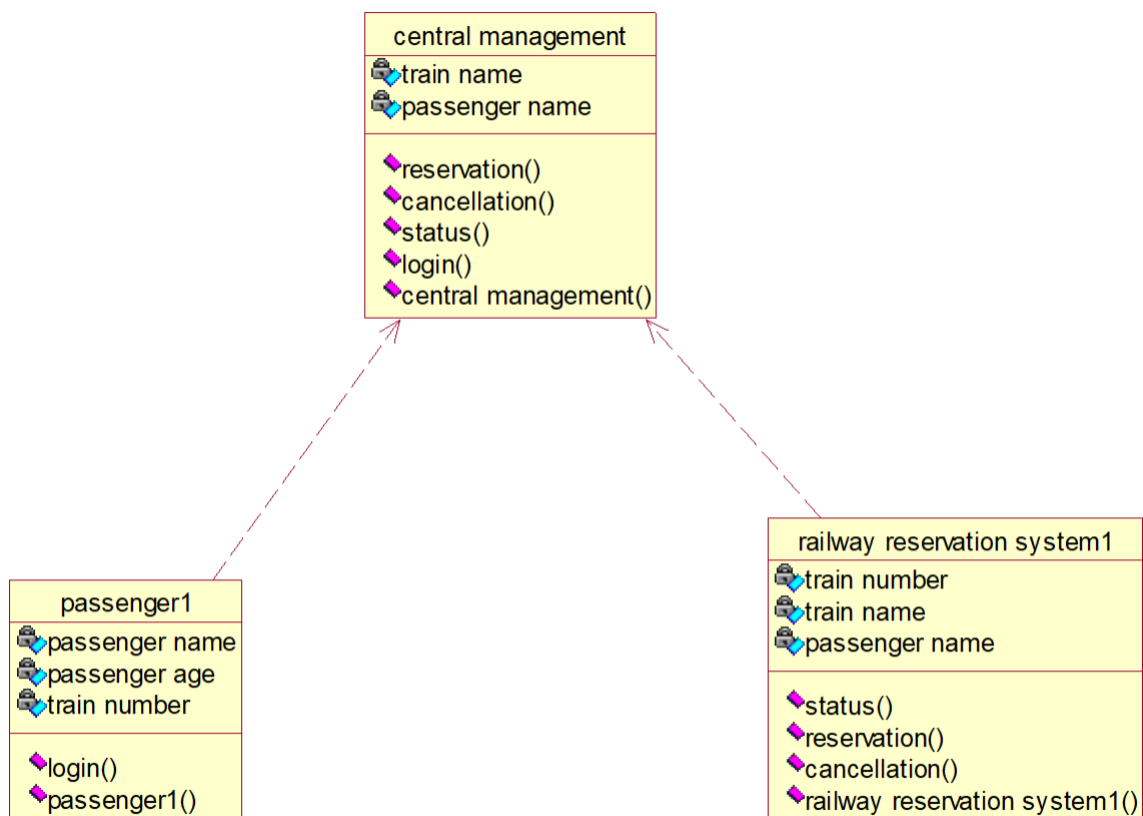 central management
train name
passenger name
reservation()
cancellation()
status()
login()
central management()
passenger1
passenger name
passenger age
train number
login()
passenger1()
railway reservation system1
train number
train name
passenger name
status()
reservation()
cancellation()
railway reservation system1()